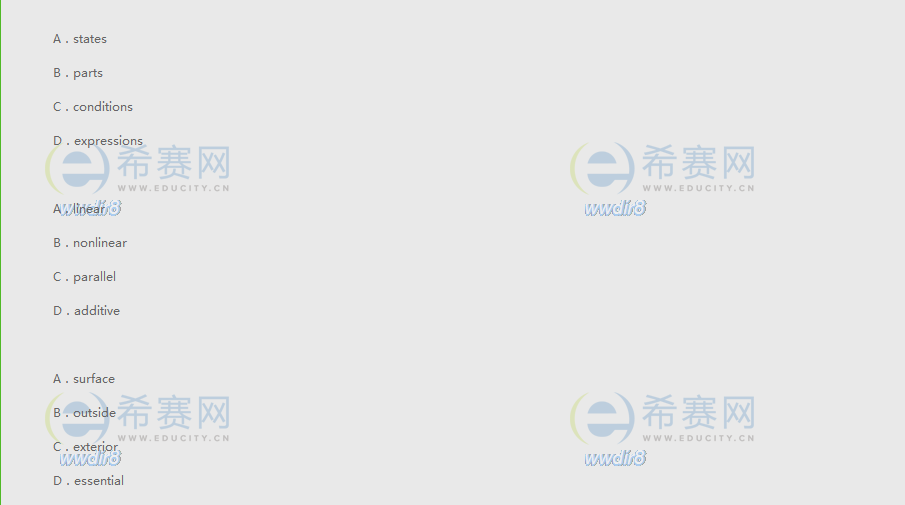 A . states
B . parts
C . conditions
D . expressions
希赛网 希赛网
WWW.EDUCITY.CN WWW.EDUCITY.CN
A . linear
wwdir8 wwdir8
B . nonlinear
C . parallel
D . additive
A . surface
B . outside
希赛网 希赛网
WWW.EDUCITY.CN WWW.EDUCITY.CN
C . exterior
wwdir8 wwdir8
D . essential